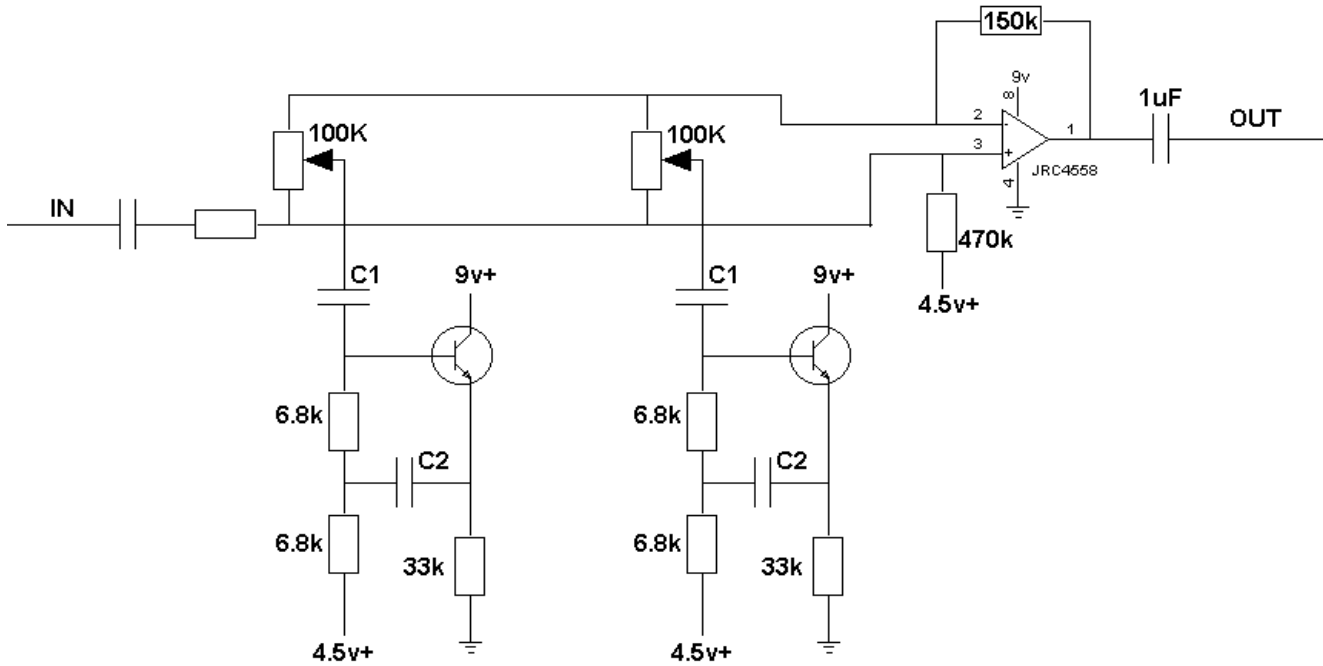 150k
9v
8
1uF
100K
100K
2
-
1
OUT
3
+
JRC4558
4
IN
470k
C1
9v+
C1
9v+
4.5v+
6.8k
6.8k
C2
C2
6.8k
33k
6.8k
33k
4.5v+
4.5v+